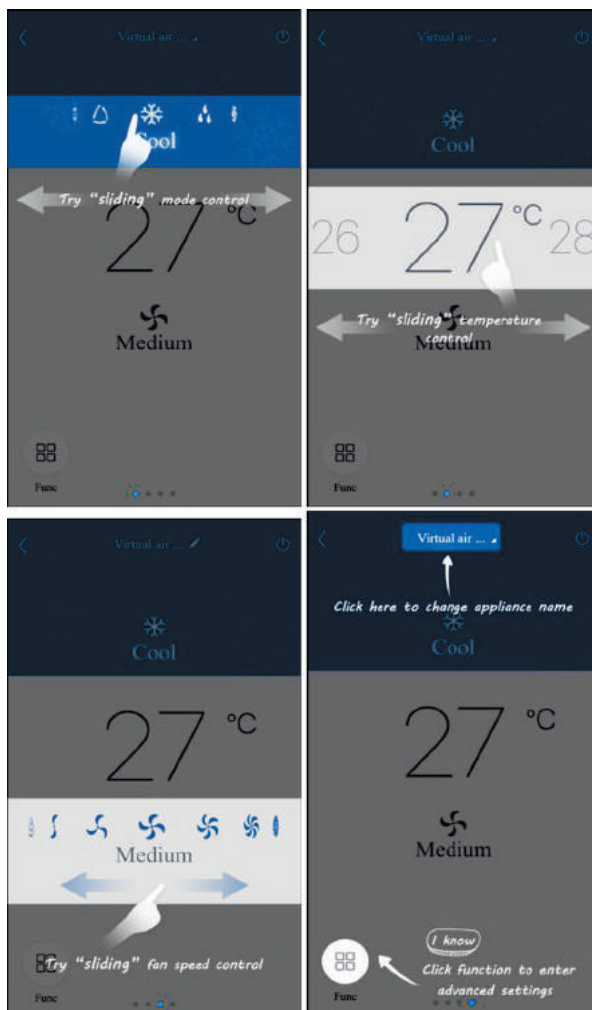 Virtual air ...
Cool
Try "sliding" mode control
27 °C
Medium
Func
Virtual air ...
Cool
26 27 °C 28
Try "sliding" temperature
control
Medium
Func
Virtual air ...
Cool
27 °C
Medium
Try "sliding" fan speed control
Func
Virtual air ...
Click here to change appliance name
Cool
27 °C
Medium
I know
Click function to enter
advanced settings
Func